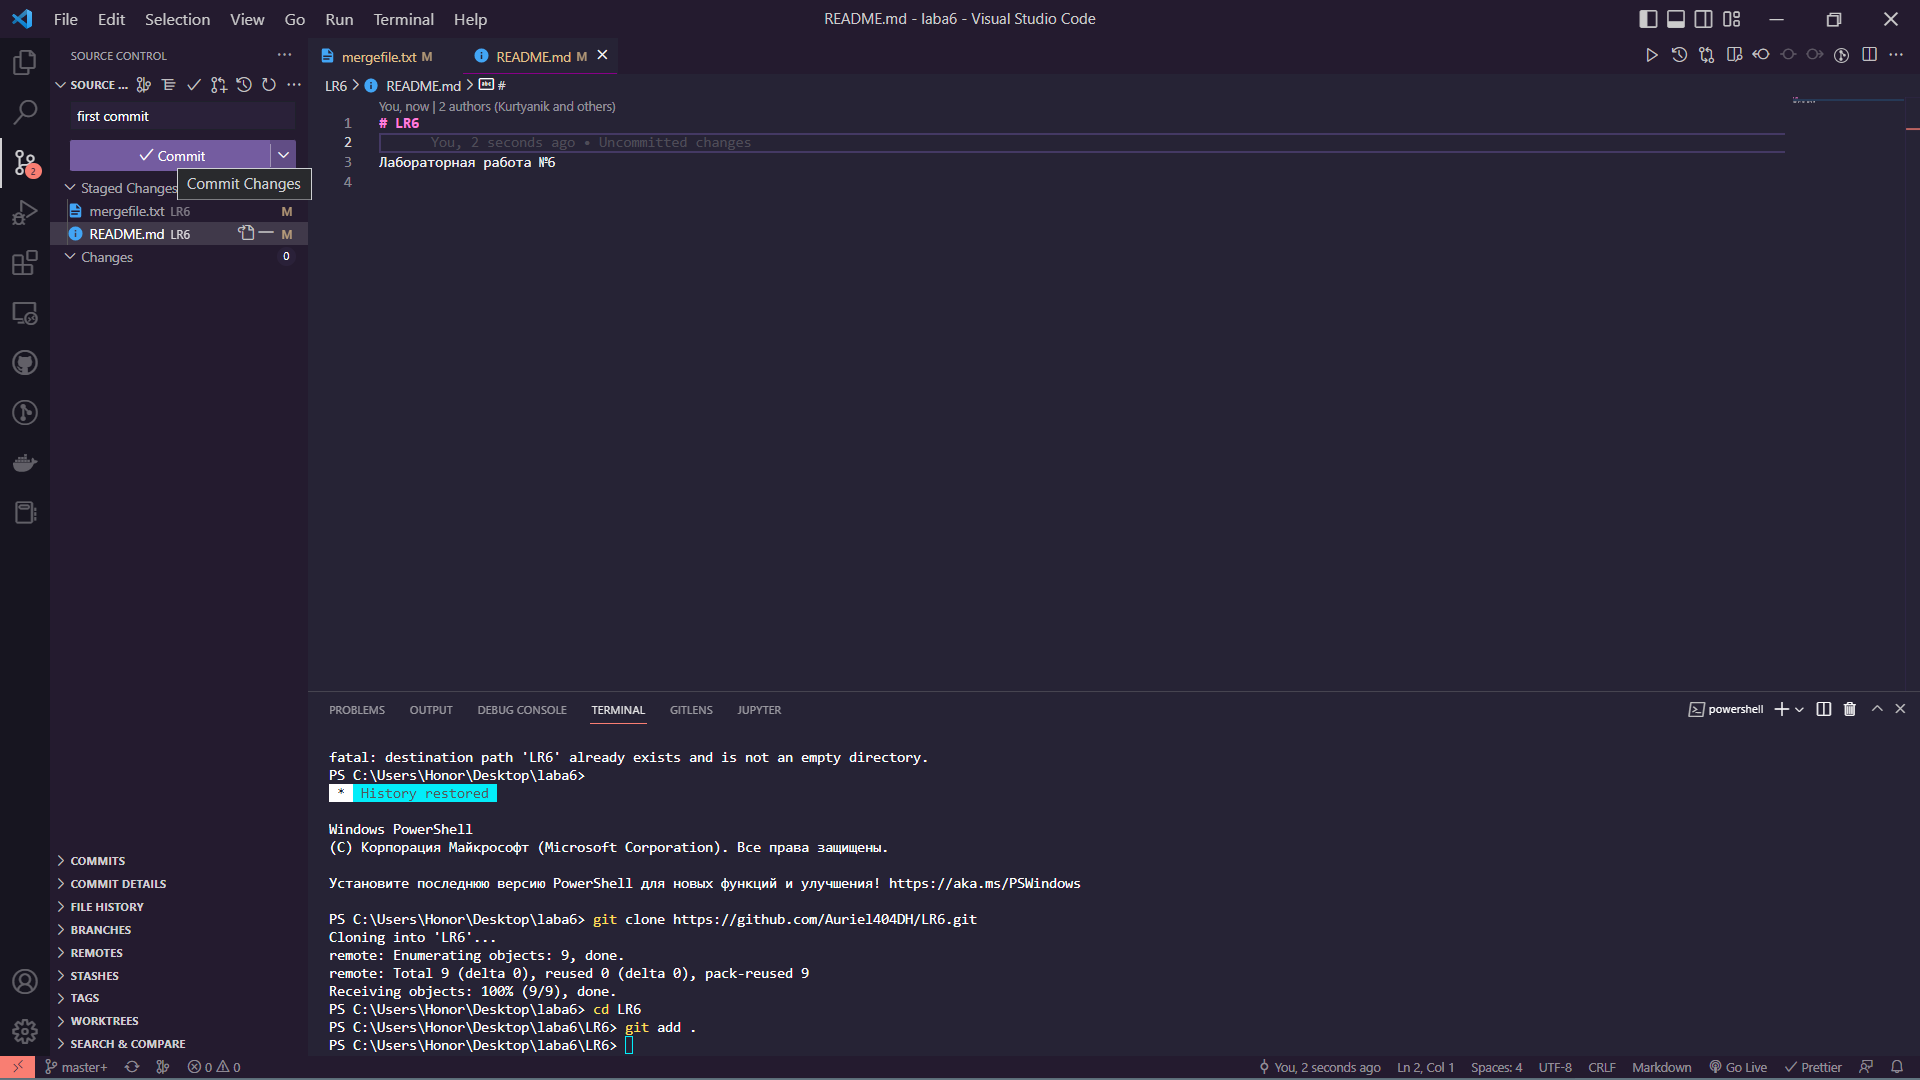 File Edit Selection View Go Run Terminal Help
README.md - laba6 - Visual Studio Code
SOURCE CONTROL
SOURCE ...
first commit
Commit
Commit Changes
Staged Changes
mergefile.txt LR6 M
README.md LR6 M
Changes 0
2
COMMITS
COMMIT DETAILS
FILE HISTORY
BRANCHES
REMOTES
STASHES
TAGS
WORKTREES
SEARCH & COMPARE
mergefile.txt M README.md M
LR6 > README.md > #
You, now | 2 authors (Kurtyanik and others)
1 # LR6
2 You, 2 seconds ago • Uncommitted changes
3 Лабораторная работа №6
4
PROBLEMS OUTPUT DEBUG CONSOLE TERMINAL GITLENS JUPYTER
powershell
fatal: destination path 'LR6' already exists and is not an empty directory.
PS C:\Users\Honor\Desktop\laba6>
* History restored
Windows PowerShell
(C) Корпорация Майкрософт (Microsoft Corporation). Все права защищены.
Установите последнюю версию PowerShell для новых функций и улучшения! https://aka.ms/PSWindows
PS C:\Users\Honor\Desktop\laba6> git clone https://github.com/Auriel404DH/LR6.git
Cloning into 'LR6'...
remote: Enumerating objects: 9, done.
remote: Total 9 (delta 0), reused 0 (delta 0), pack-reused 9
Receiving objects: 100% (9/9), done.
PS C:\Users\Honor\Desktop\laba6> cd LR6
PS C:\Users\Honor\Desktop\laba6\LR6> git add .
PS C:\Users\Honor\Desktop\laba6\LR6>
master+ 0 0
You, 2 seconds ago Ln 2, Col 1 Spaces: 4 UTF-8 CRLF Markdown Go Live Prettier